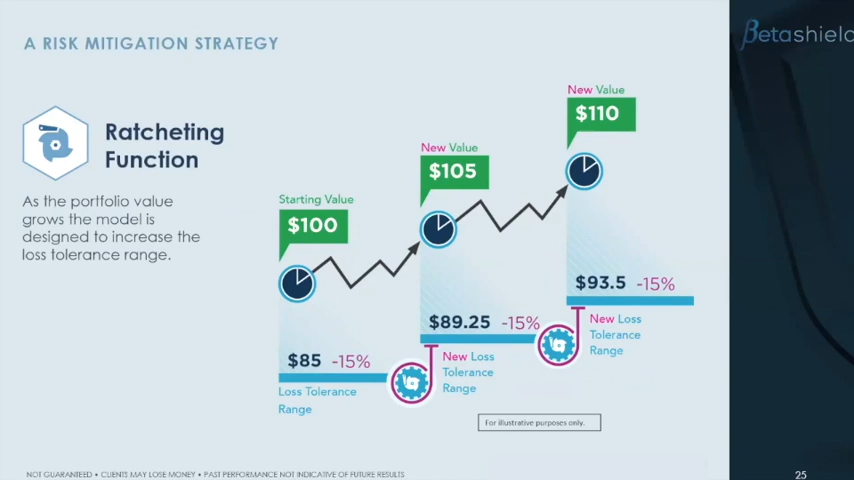 A RISK MITIGATION STRATEGY
βetashield
Ratcheting
Function
As the portfolio value
grows the model is
designed to increase the
loss tolerance range.
Starting Value
$100
New Value
$105
New Value
$110
$85 -15%
Loss Tolerance
Range
$89.25 -15%
New Loss
Tolerance
Range
$93.5 -15%
New Loss
Tolerance
Range
For illustrative purposes only.
NOT GUARANTEED • CLIENTS MAY LOSE MONEY • PAST PERFORMANCE NOT INDICATIVE OF FUTURE RESULTS
25